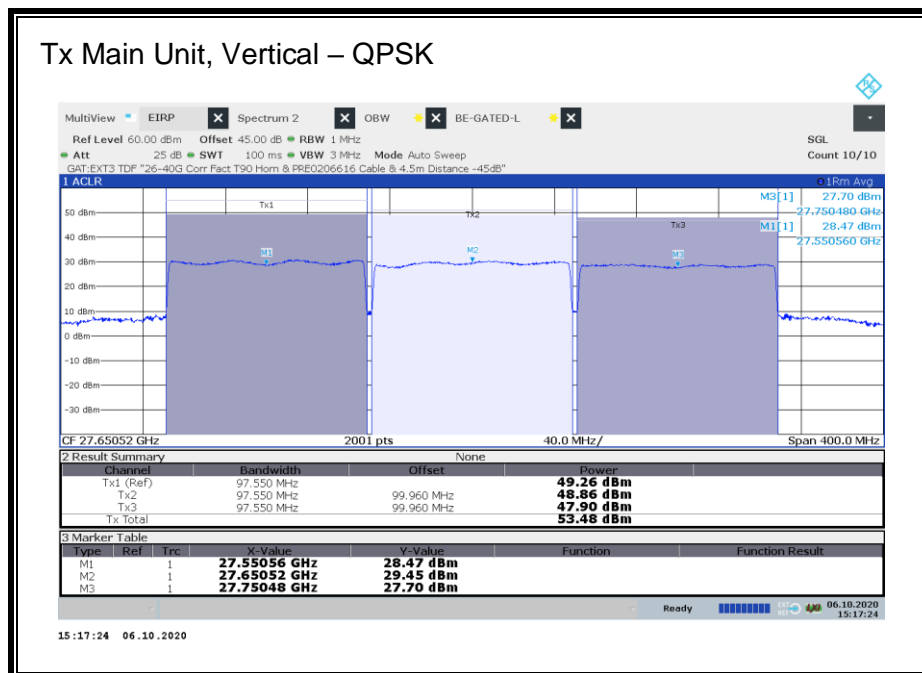 Tx Main Unit, Vertical – QPSK
MultiView EIRP Spectrum 2 OBW BE-GATED-L
Ref Level 60.00 dBm Offset 45.00 dB RBW 1 MHz SGL
Att 25 dB SWT 100 ms VBW 3 MHz Mode Auto Sweep Count 10/10
GAT:EXT3 TDF "26-40G Corr Fact T90 Horn & PRE0206616 Cable & 4.5m Distance -45dB"
1 ACLR 1Rm Avg
M3[1] 27.70 dBm
27.750480 GHz
M1[1] 28.47 dBm
27.550560 GHz
Tx1 Tx2 Tx3
50 dBm
40 dBm
M1 M2 M3
30 dBm
20 dBm
10 dBm
0 dBm
-10 dBm
-20 dBm
-30 dBm
CF 27.65052 GHz 2001 pts 40.0 MHz/ Span 400.0 MHz
2 Result Summary None
Channel Bandwidth Offset Power
Tx1 (Ref) 97.550 MHz 49.26 dBm
Tx2 97.550 MHz 99.960 MHz 48.86 dBm
Tx3 97.550 MHz 99.960 MHz 47.90 dBm
Tx Total 53.48 dBm
3 Marker Table
Type Ref Trc X-Value Y-Value Function Function Result
M1 1 27.55056 GHz 28.47 dBm
M2 1 27.65052 GHz 29.45 dBm
M3 1 27.75048 GHz 27.70 dBm
Ready 06.10.2020
15:17:24
15:17:24 06.10.2020